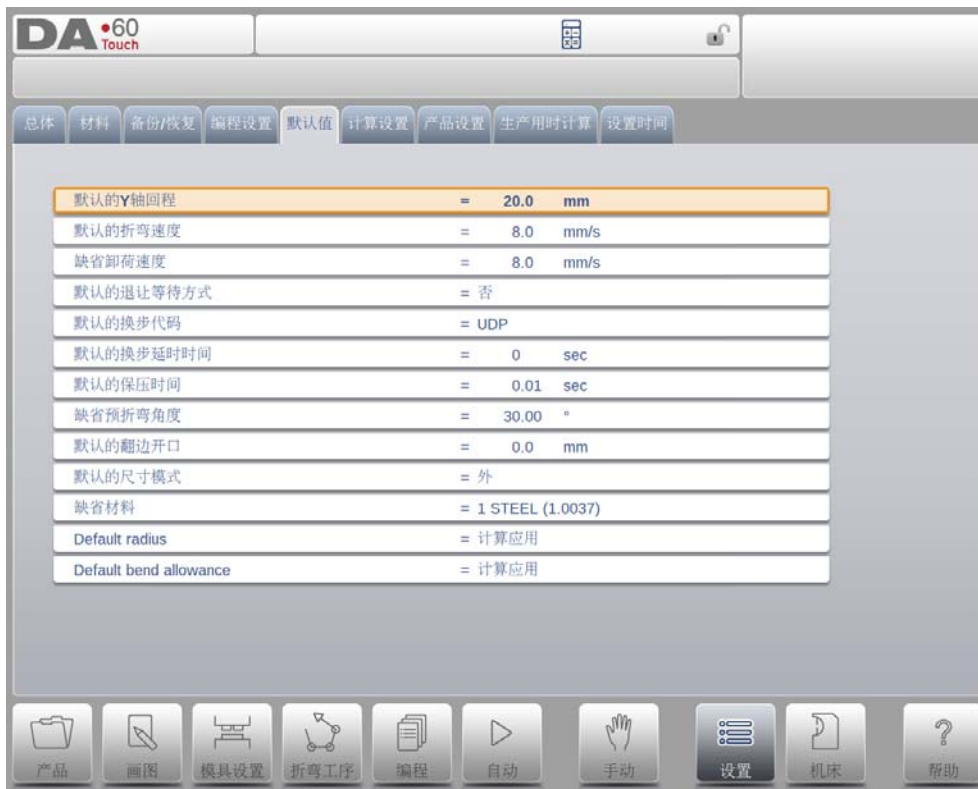 DA•60
Touch
总体 材料 备份/恢复 编程设置 默认值 计算设置 产品设置 生产用时计算 设置时间
默认的Y轴回程 = 20.0 mm
默认的折弯速度 = 8.0 mm/s
缺省卸荷速度 = 8.0 mm/s
默认的退让等待方式 = 否
默认的换步代码 = UDP
默认的换步延时时间 = 0 sec
默认的保压时间 = 0.01 sec
缺省预折弯角度 = 30.00 °
默认的翻边开口 = 0.0 mm
默认的尺寸模式 = 外
缺省材料 = 1 STEEL (1.0037)
Default radius = 计算应用
Default bend allowance = 计算应用
产品 画图 模具设置 折弯工序 编程 自动 手动 设置 机床 帮助